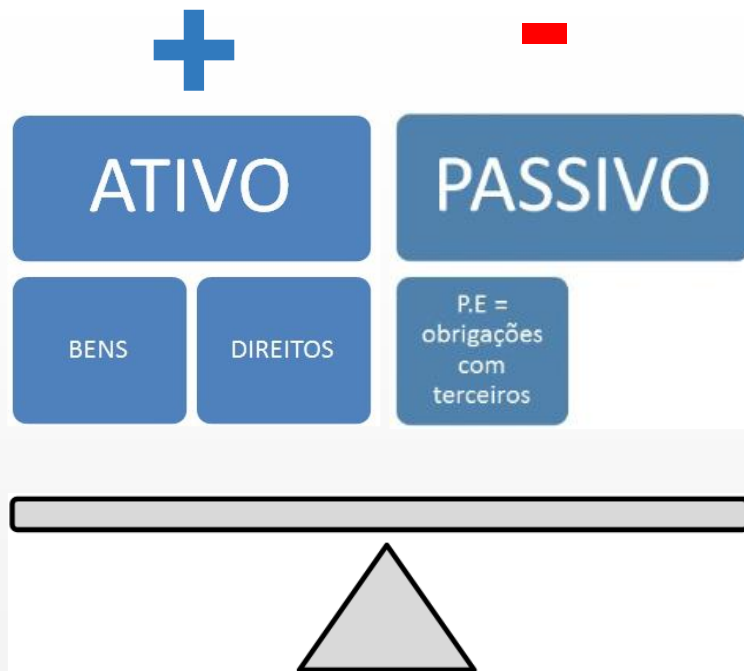 ATIVO
PASSIVO
BENS
DIREITOS
P.E =
obrigações
com
terceiros